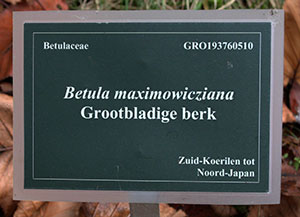 Betulaceae GRO193760510
Betula maximowicziana
Grootbladige berk
Zuid-Koerilen tot
Noord-Japan